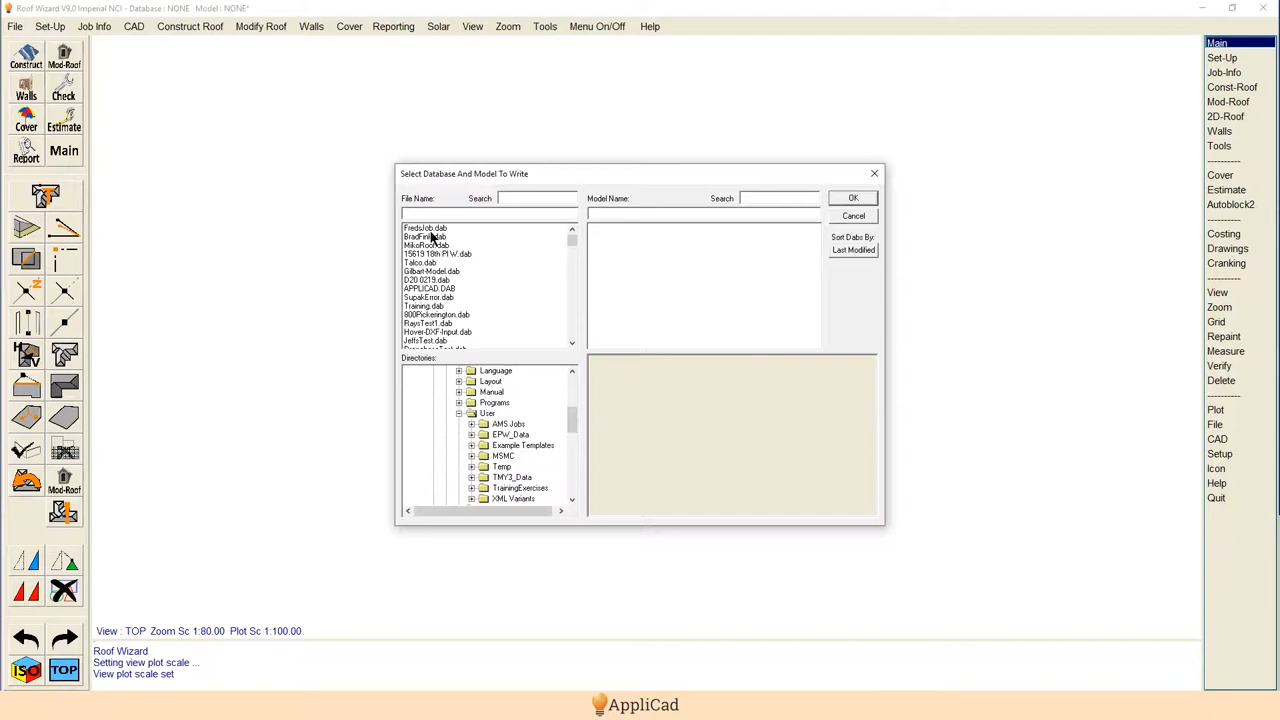 Roof Wizard V9.0 Imperial NCI - Database : NONE Model : NONE*
File Set-Up Job Info CAD Construct Roof Modify Roof Walls Cover Reporting Solar View Zoom Tools Menu On/Off Help
Construct Mod-Roof
Walls Check
Cover Estimate
Report Main
H
V
Mod-Roof
ISO TOP
Select Database And Model To Write
File Name: Search
Model Name: Search
OK
Cancel
Sort Dabs By:
Last Modified
FredsJob.dab
MikoRoof.dab
15619 18th Pl W.dab
Talco.dab
Gilbart-Model.dab
D20 0219.dab
APPLICAD.DAB
SupakError.dab
Training.dab
800Pickerington.dab
RaysTest1.dab
Hover-DXF-Input.dab
JeffsTest.dab
Directories:
Language
Layout
Manual
Programs
User
AMS Jobs
EPW_Data
Example Templates
MSMC
Temp
TMY3_Data
TrainingExercises
XML Variants
View : TOP Zoom Sc 1:80.00 Plot Sc 1:100.00
Roof Wizard
Setting view plot scale ...
View plot scale set
Main
Set-Up
Job-Info
Const-Roof
Mod-Roof
2D-Roof
Walls
Tools
----------
Cover
Estimate
Autoblock2
----------
Costing
Drawings
Cranking
----------
View
Zoom
Grid
Repaint
Measure
Verify
Delete
----------
Plot
File
CAD
Setup
Icon
Help
Quit
AppliCad